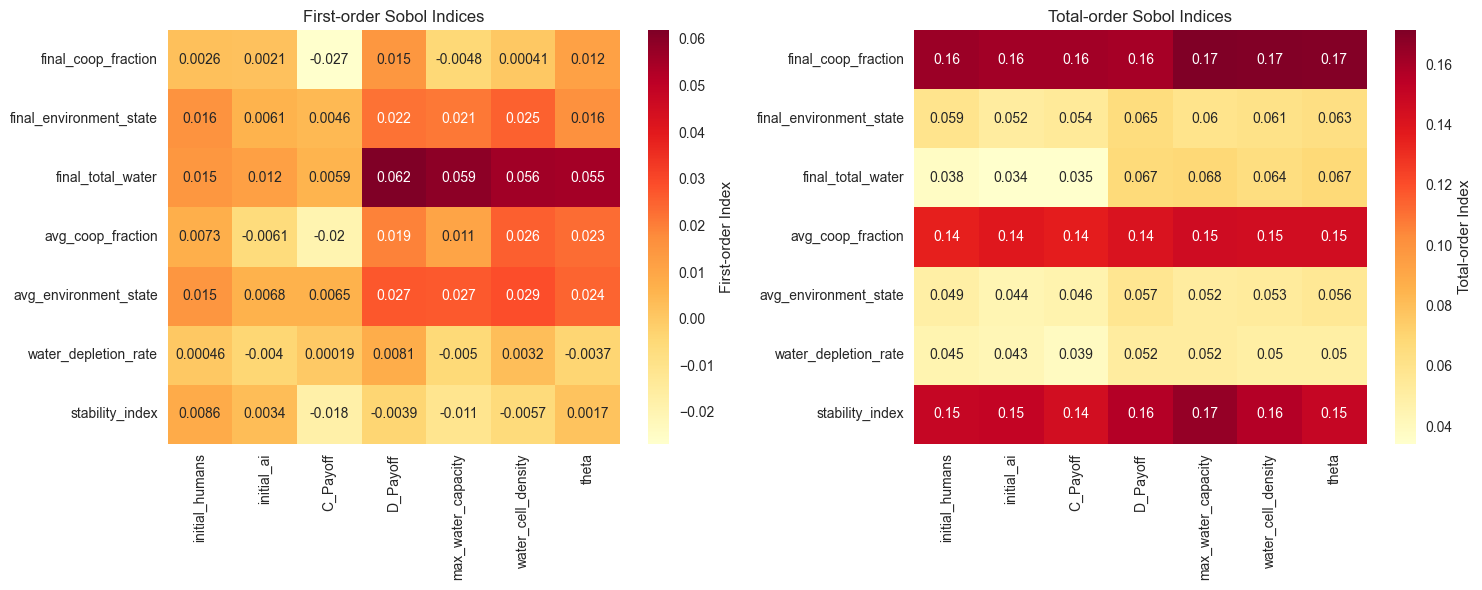 First-order Sobol Indices
final_coop_fraction 0.0026 0.0021 -0.027 0.015 -0.0048 0.00041 0.012
final_environment_state 0.016 0.0061 0.0046 0.022 0.021 0.025 0.016
final_total_water 0.015 0.012 0.0059 0.062 0.059 0.056 0.055
avg_coop_fraction 0.0073 -0.0061 -0.02 0.019 0.011 0.026 0.023
avg_environment_state 0.015 0.0068 0.0065 0.027 0.027 0.029 0.024
water_depletion_rate 0.00046 -0.004 0.00019 0.0081 -0.005 0.0032 -0.0037
stability_index 0.0086 0.0034 -0.018 -0.0039 -0.011 -0.0057 0.0017
initial_humans
initial_ai
C_Payoff
D_Payoff
max_water_capacity
water_cell_density
theta
0.06
0.05
0.04
0.03
0.02
0.01
0.00
−0.01
−0.02
First-order Index
Total-order Sobol Indices
final_coop_fraction 0.16 0.16 0.16 0.16 0.17 0.17 0.17
final_environment_state 0.059 0.052 0.054 0.065 0.06 0.061 0.063
final_total_water 0.038 0.034 0.035 0.067 0.068 0.064 0.067
avg_coop_fraction 0.14 0.14 0.14 0.14 0.15 0.15 0.15
avg_environment_state 0.049 0.044 0.046 0.057 0.052 0.053 0.056
water_depletion_rate 0.045 0.043 0.039 0.052 0.052 0.05 0.05
stability_index 0.15 0.15 0.14 0.16 0.17 0.16 0.15
initial_humans
initial_ai
C_Payoff
D_Payoff
max_water_capacity
water_cell_density
theta
0.16
0.14
0.12
0.10
0.08
0.06
0.04
Total-order Index